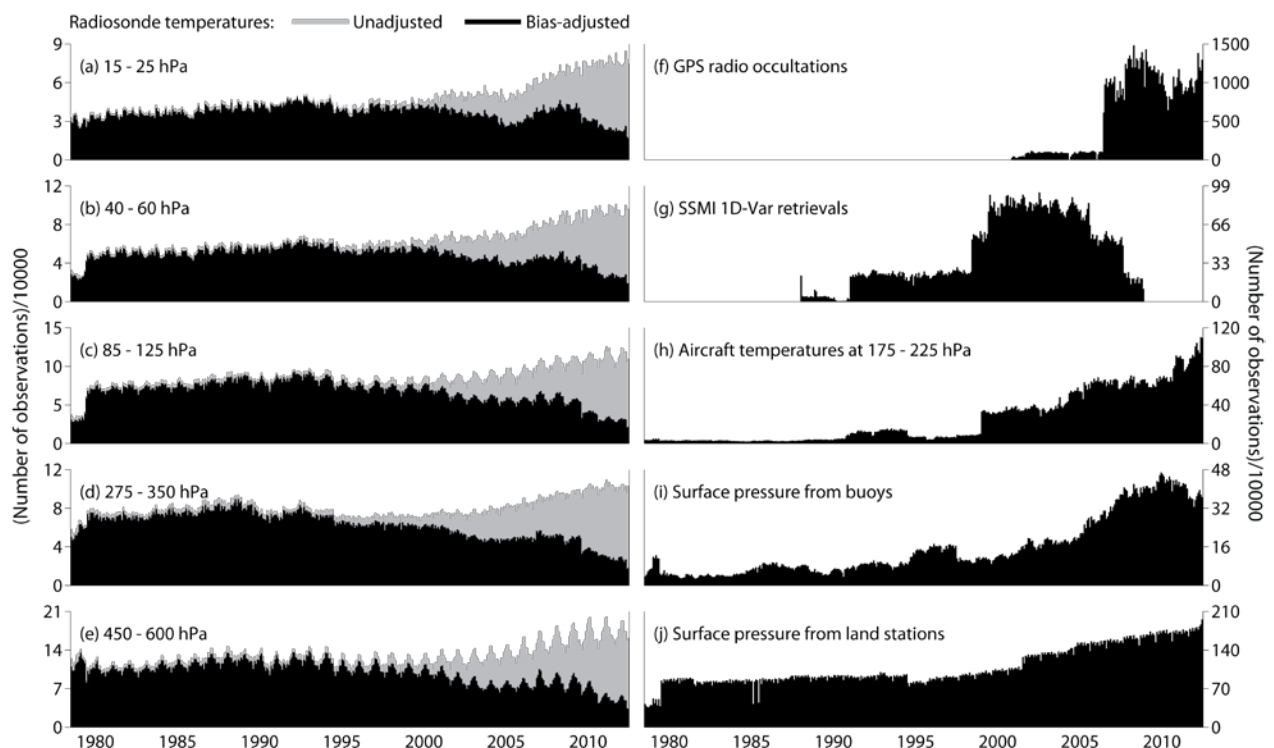 Radiosonde temperatures: Unadjusted Bias-adjusted
(Number of observations)/10000
9
6
3
0
(a) 15 - 25 hPa
12
8
4
0
(b) 40 - 60 hPa
15
10
5
0
(c) 85 - 125 hPa
12
8
4
0
(d) 275 - 350 hPa
21
14
7
0
(e) 450 - 600 hPa
1980 1985 1990 1995 2000 2005 2010
(f) GPS radio occultations
1500
1000
500
0
(g) SSMI 1D-Var retrievals
99
66
33
0
(h) Aircraft temperatures at 175 - 225 hPa
120
80
40
0
(i) Surface pressure from buoys
48
32
16
0
(j) Surface pressure from land stations
210
140
70
0
1980 1985 1990 1995 2000 2005 2010
(Number of observations)/10000